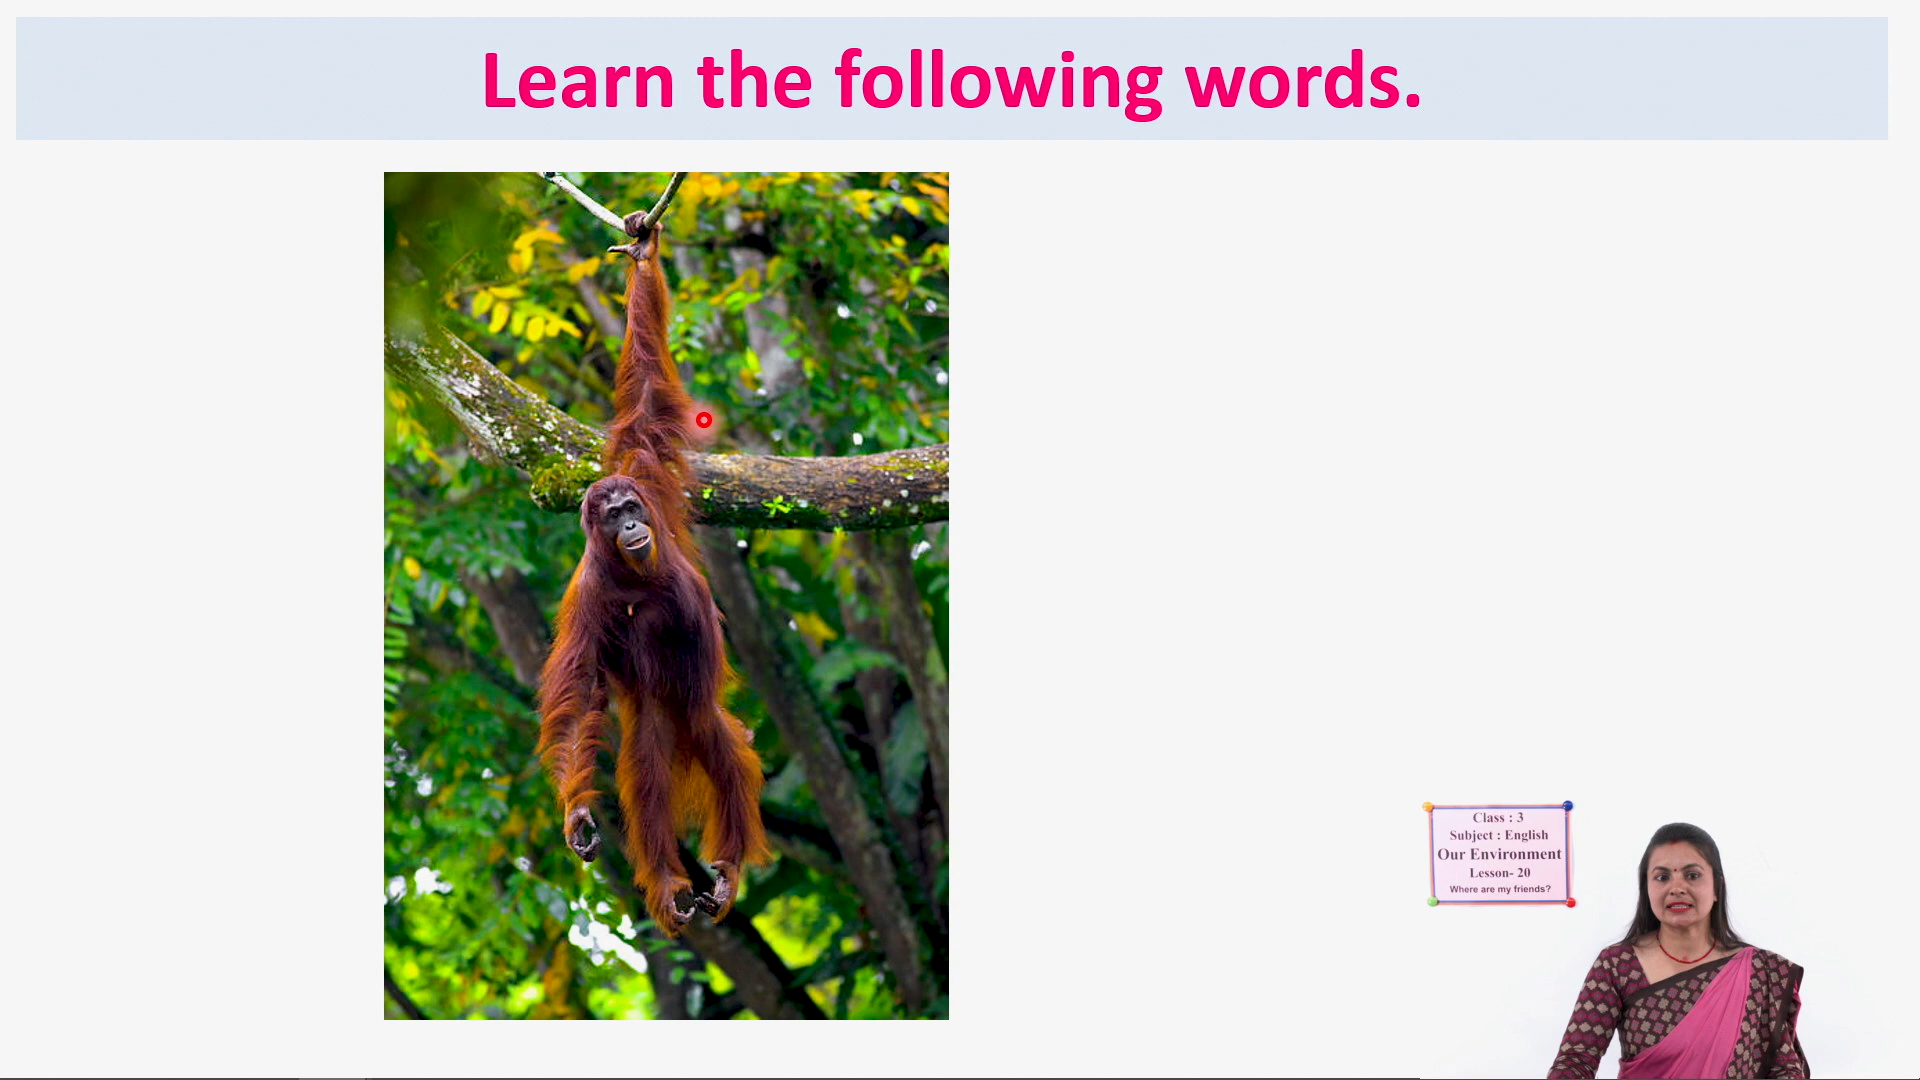 Learn the following words.
Class : 3
Subject : English
Our Environment
Lesson- 20
Where are my friends?